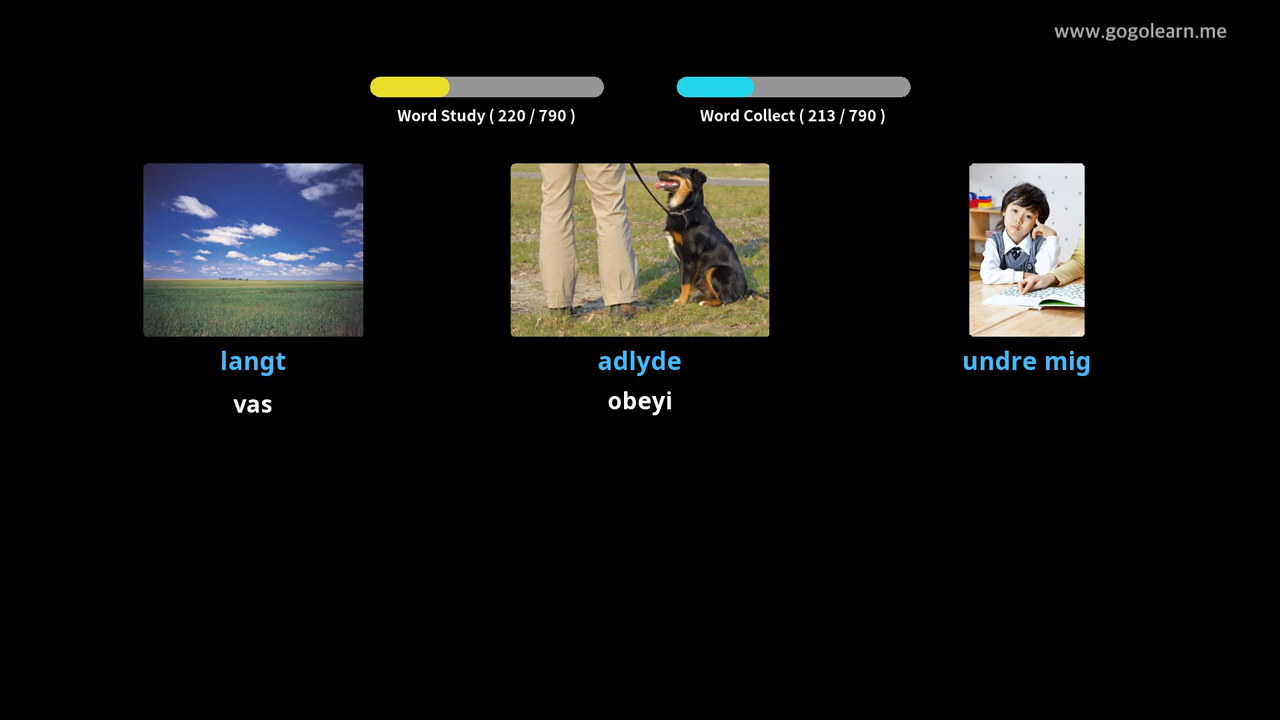 www.gogolearn.me
Word Study ( 220 / 790 )
Word Collect ( 213 / 790 )
langt
adlyde
undre mig
vas
obeyi